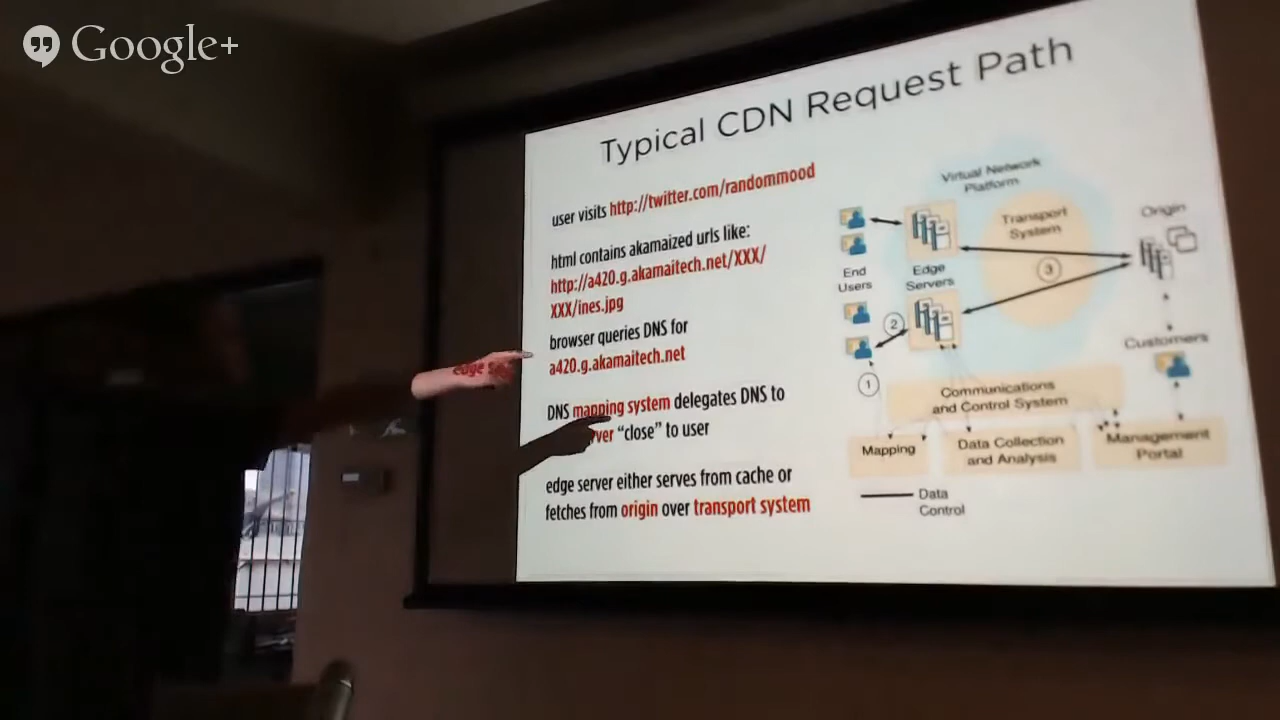 Google+
Typical CDN Request Path
user visits http://twitter.com/randommood
html contains akamaized urls like:
http://a420.g.akamaitech.net/XXX/
XXX/ines.jpg
browser queries DNS for
a420.g.akamaitech.net
DNS mapping system delegates DNS to
edge "close" to user
edge server either serves from cache or
fetches from origin over transport system
Virtual Network
Platform
Transport
System
Origin
End
Users
Edge
Servers
3
2
1
Customers
Communications
and Control System
Mapping
Data Collection
and Analysis
Management
Portal
Data
Control